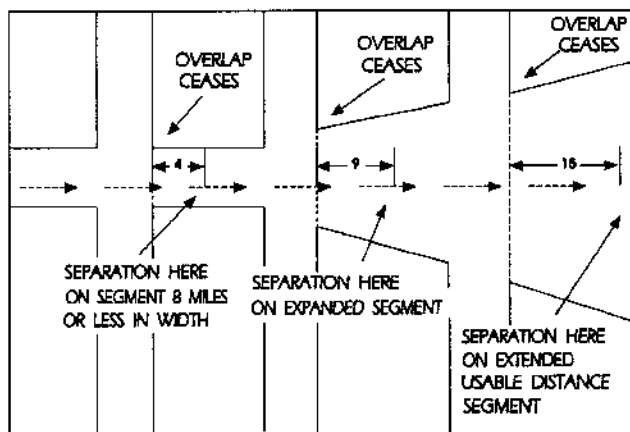 OVERLAP
CEASES
OVERLAP
CEASES
OVERLAP
CEASES
4
9
15
SEPARATION HERE
ON SEGMENT 8 MILES
OR LESS IN WIDTH
SEPARATION HERE
ON EXPANDED SEGMENT
SEPARATION HERE
ON EXTENDED
USABLE DISTANCE
SEGMENT